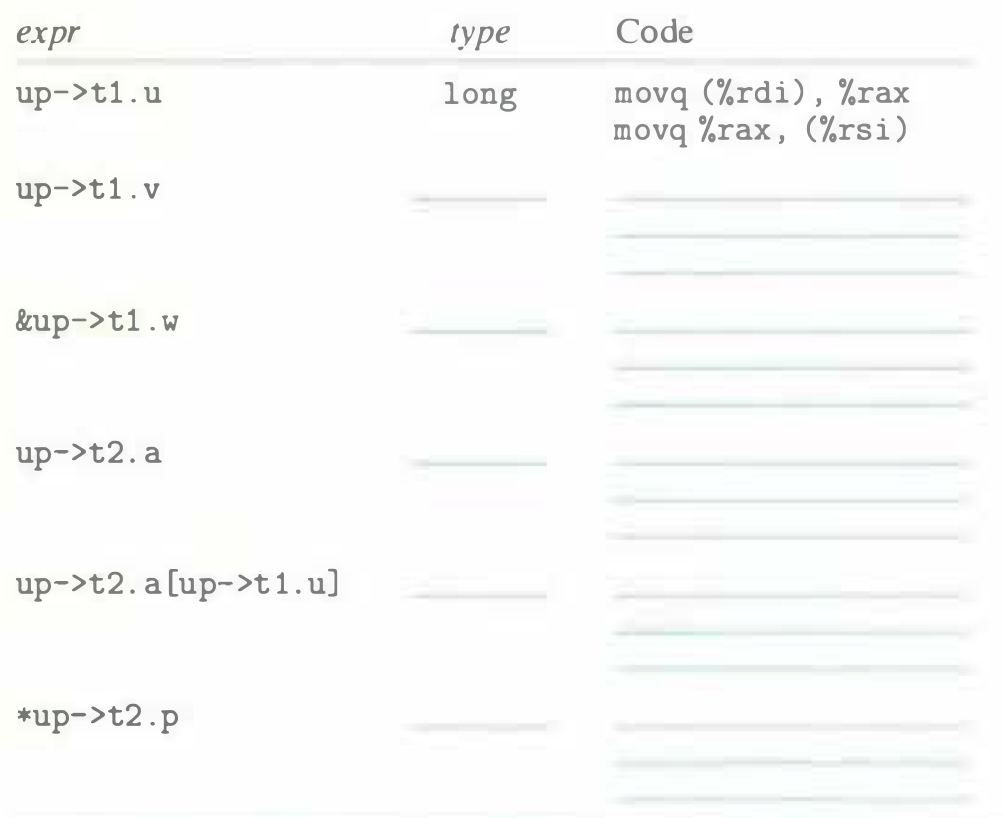 expr type Code
up->t1.u long movq (%rdi), %rax
movq %rax, (%rsi)
up->t1.v
&up->t1.w
up->t2.a
up->t2.a[up->t1.u]
*up->t2.p